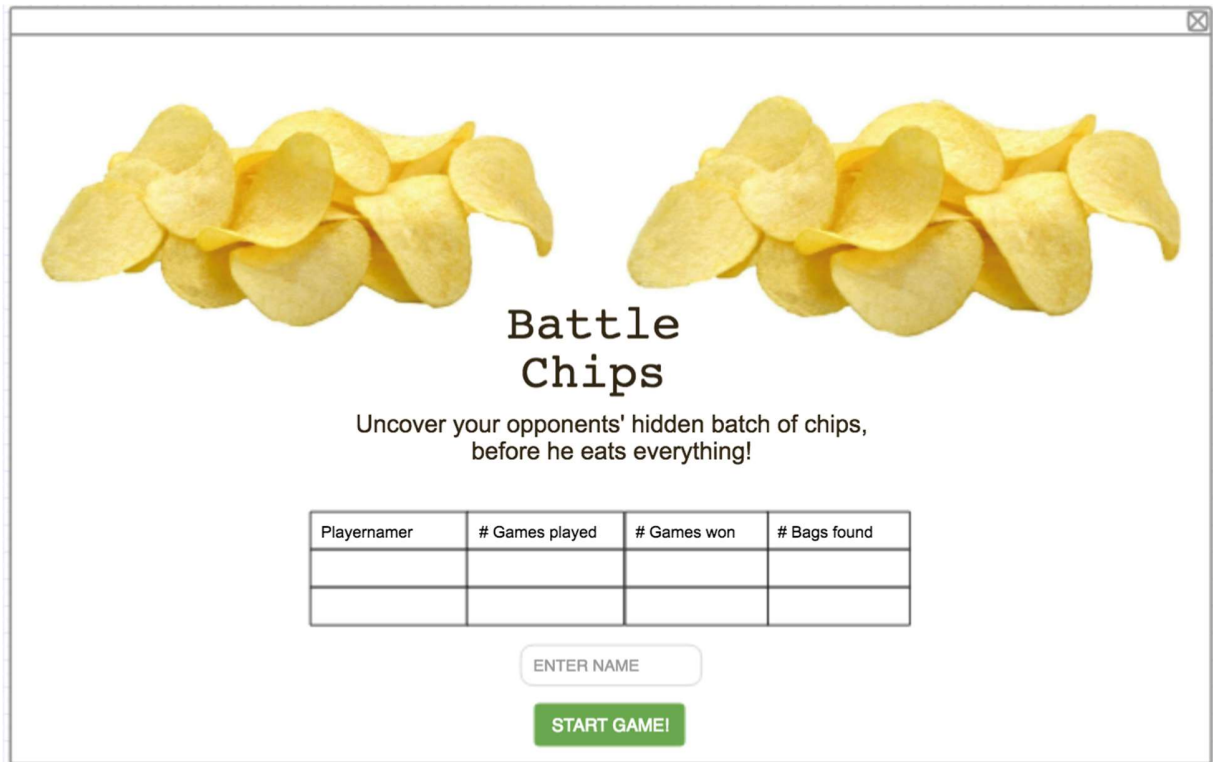 Battle
Chips
Uncover your opponents' hidden batch of chips,
before he eats everything!
Playernamer # Games played # Games won # Bags found
ENTER NAME
START GAME!